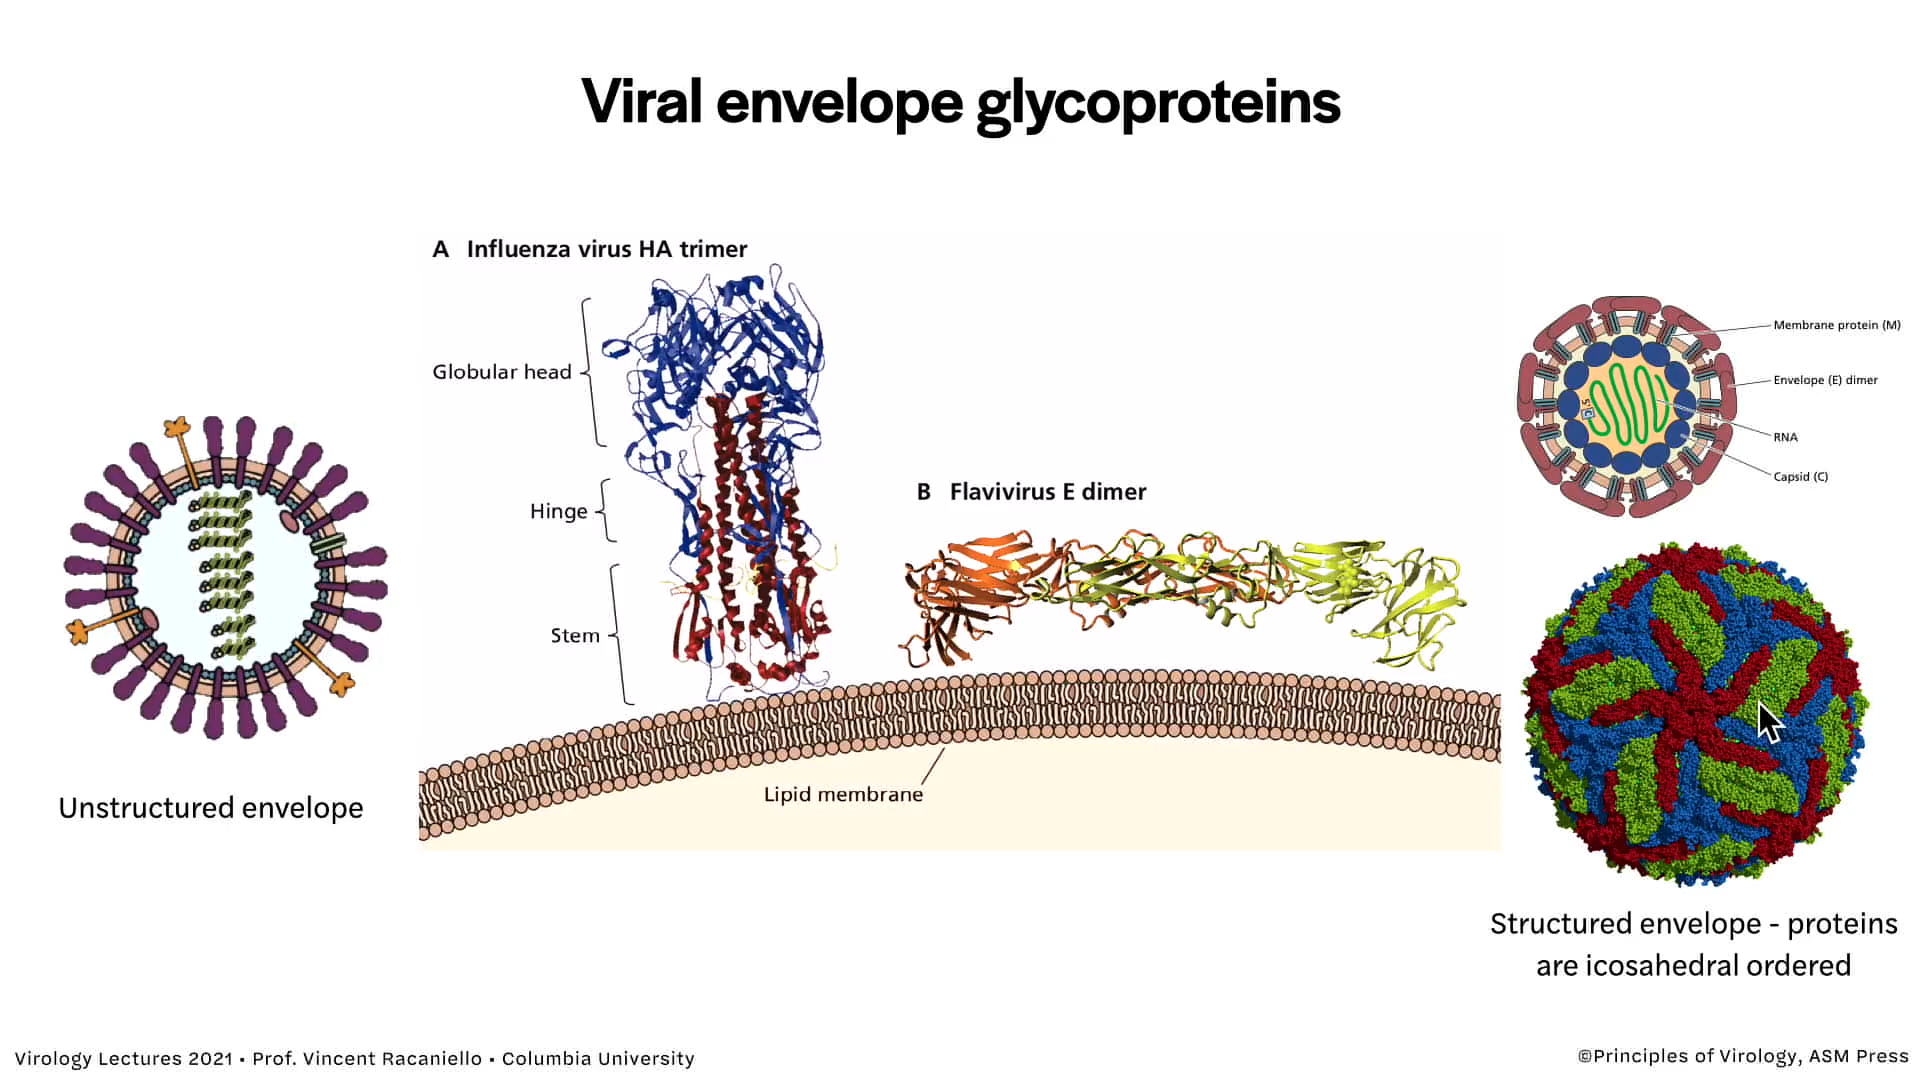 Viral envelope glycoproteins
A Influenza virus HA trimer
Globular head
Hinge
Stem
B Flavivirus E dimer
Lipid membrane
Unstructured envelope
Membrane protein (M)
Envelope (E) dimer
RNA
Capsid (C)
5'
C
Structured envelope - proteins
are icosahedral ordered
Virology Lectures 2021 • Prof. Vincent Racaniello • Columbia University
©Principles of Virology, ASM Press